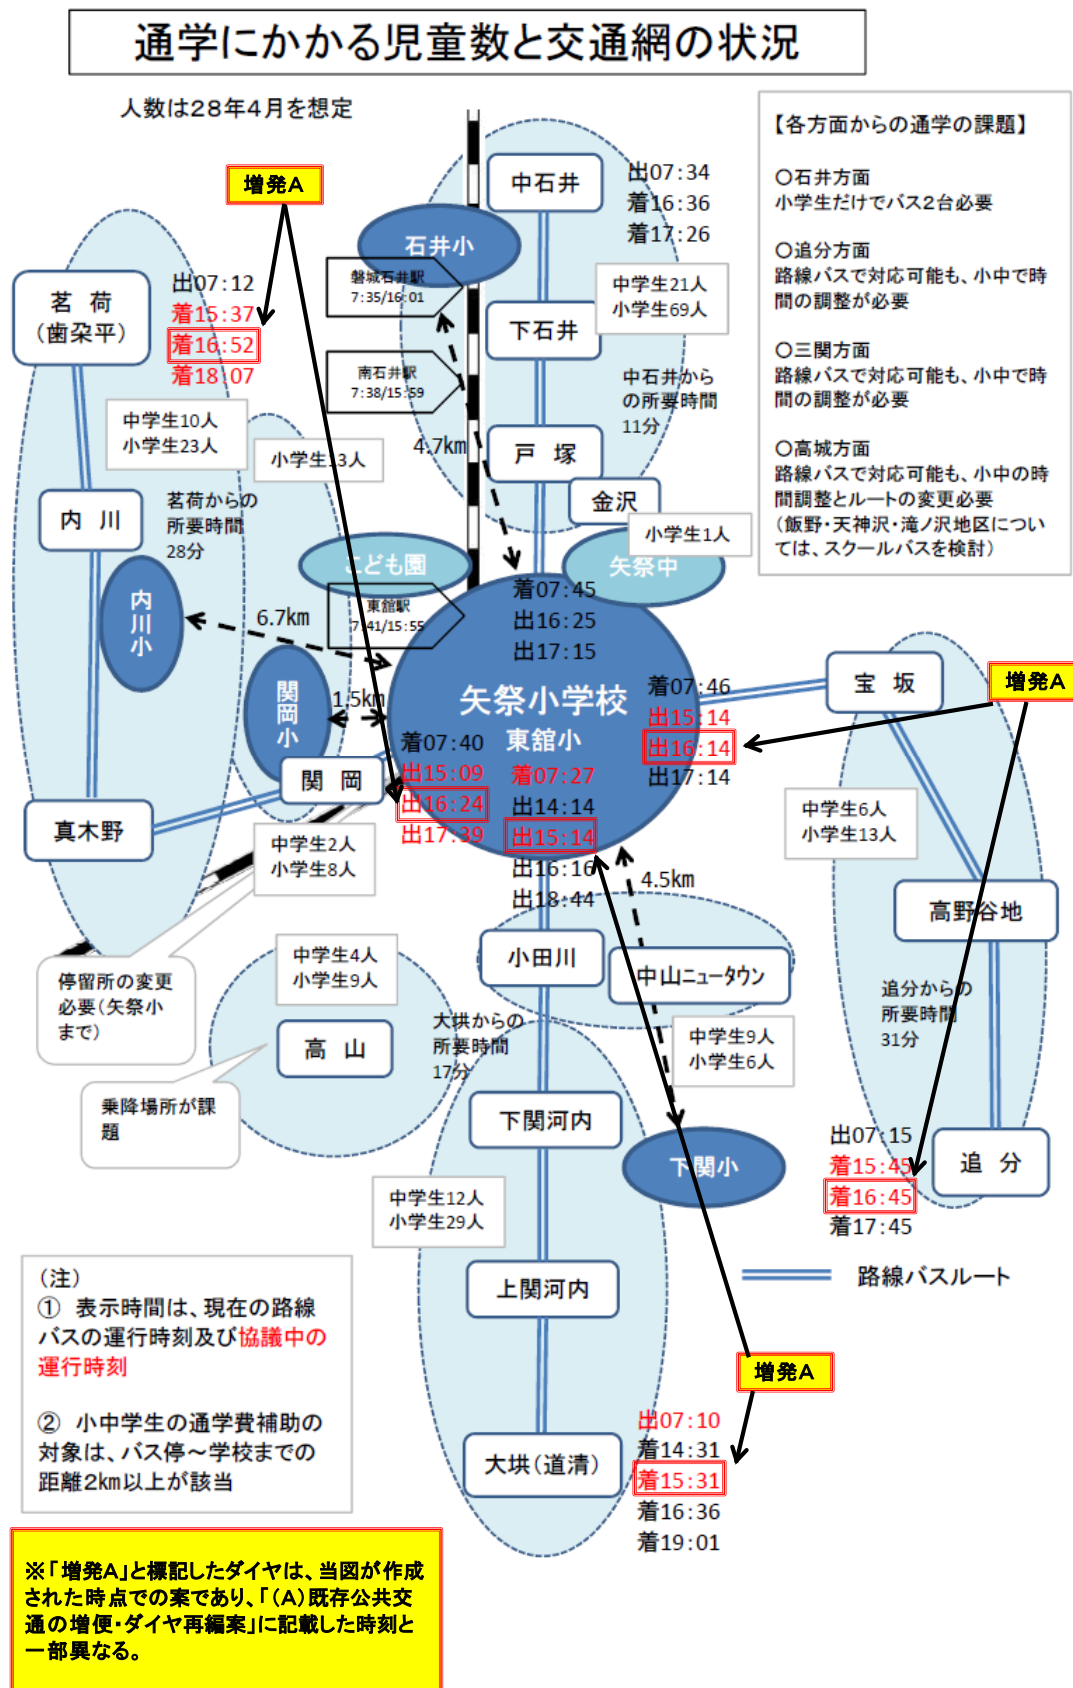 通学にかかる児童数と交通網の状況
人数は28年4月を想定
【各方面からの通学の課題】
○石井方面
小学生だけでバス2台必要
○追分方面
路線バスで対応可能も、小中で時
間の調整が必要
○三関方面
路線バスで対応可能も、小中で時
間の調整が必要
○高城方面
路線バスで対応可能も、小中の時
間調整とルートの変更必要
(飯野・天神沢・滝ノ沢地区につい
ては、スクールバスを検討)
増発A
中石井
出07:34
着16:36
着17:26
石井小
磐城石井駅
7:35/16:01
中学生21人
小学生69人
下石井
南石井駅
7:38/15:59
中石井から
の所要時間
11分
4.7km
戸 塚
金沢
小学生1人
茗 荷
(歯朶平)
出07:12
着15:37
着16:52
着18:07
中学生10人
小学生23人
小学生13人
内 川
茗荷からの
所要時間
28分
内川小
6.7km
こども園
矢祭中
東舘駅
7:41/15:55
着07:45
出16:25
出17:15
関岡小
1.5km
矢祭小学校
東舘小
着07:46
出15:14
出16:14
出17:14
宝 坂
増発A
着07:40
出15:09
出16:24
出17:39
着07:27
出14:14
出15:14
出16:16
出18:44
関 岡
真木野
中学生2人
小学生8人
中学生6人
小学生13人
4.5km
高野谷地
小田川
中山ニュータウン
停留所の変更
必要(矢祭小
まで)
中学生4人
小学生9人
高 山
乗降場所が課
題
大垬からの
所要時間
17分
中学生9人
小学生6人
追分からの
所要時間
31分
下関河内
下関小
出07:15
着15:45
着16:45
着17:45
追 分
中学生12人
小学生29人
上関河内
路線バスルート
(注)
① 表示時間は、現在の路線
バスの運行時刻及び協議中の
運行時刻
② 小中学生の通学費補助の
対象は、バス停～学校までの
距離2km以上が該当
増発A
大垬(道清)
出07:10
着14:31
着15:31
着16:36
着19:01
※「増発A」と標記したダイヤは、当図が作成
された時点での案であり、「(A)既存公共交
通の増便・ダイヤ再編案」に記載した時刻と
一部異なる。